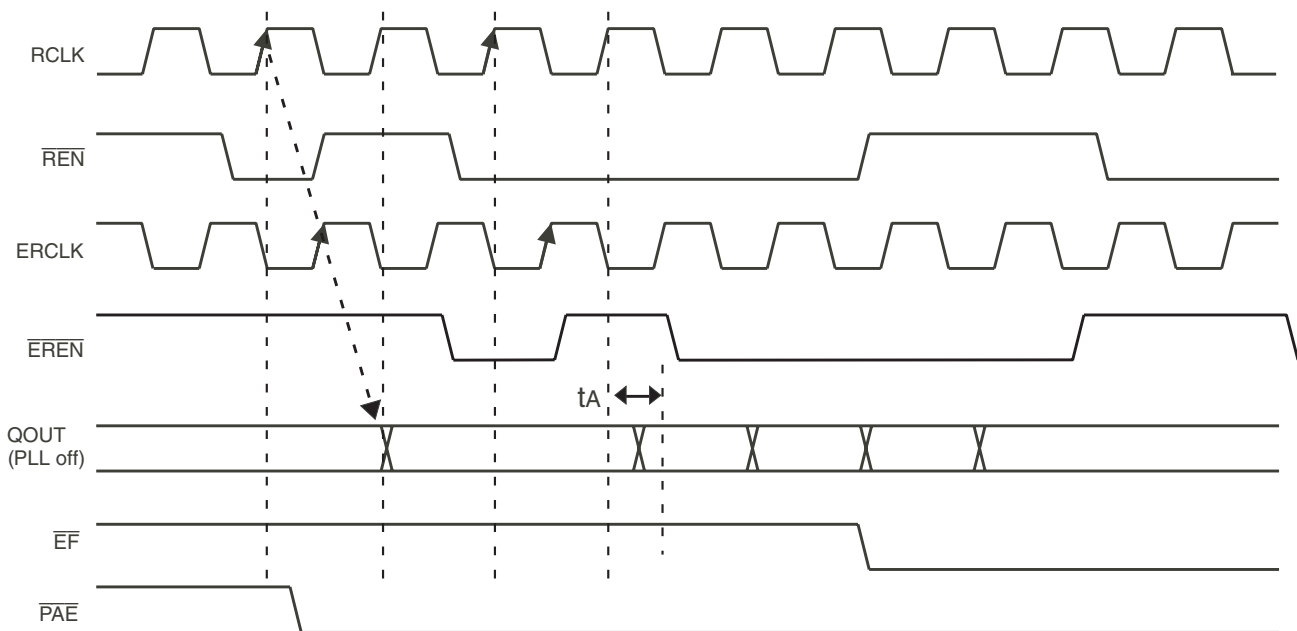 RCLK
REN
ERCLK
EREN
tA
QOUT
(PLL off)
EF
PAE